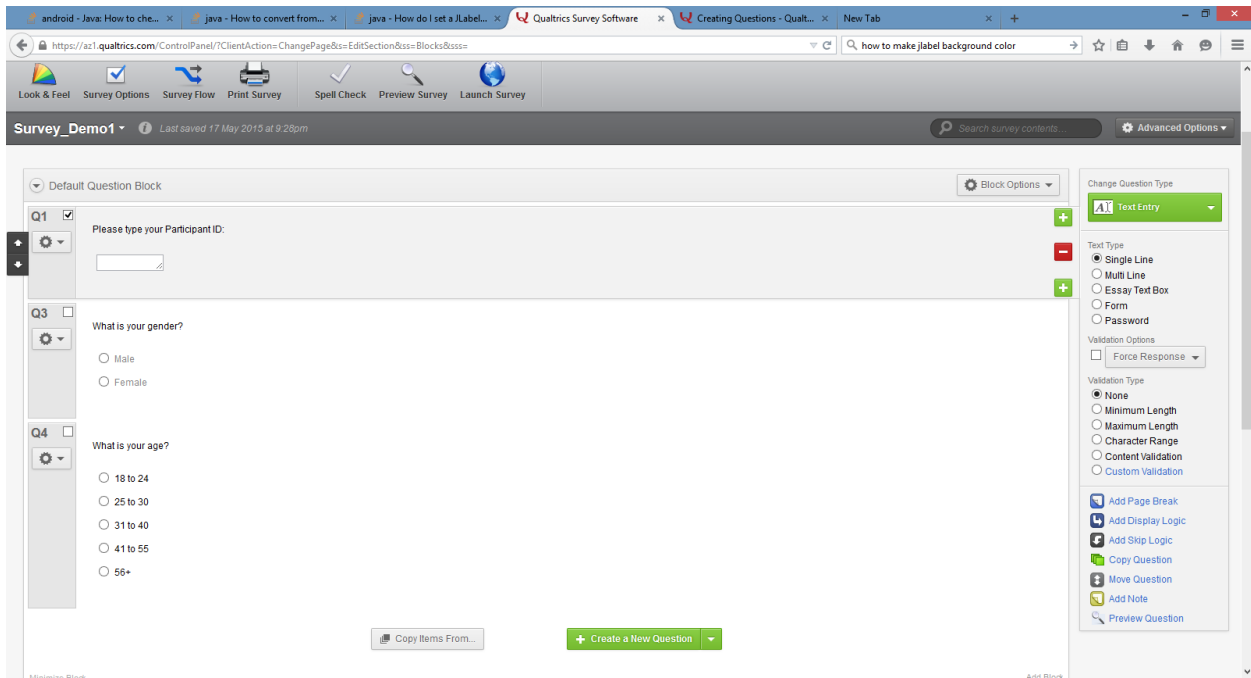 android - Java: How to che... × java - How to convert from... × java - How do I set a JLabel... × Qualtrics Survey Software × Creating Questions - Qualt... × New Tab × +
https://az1.qualtrics.com/ControlPanel/?ClientAction=ChangePage&s=EditSection&ss=Blocks&sss=
how to make jlabel background color
Look & Feel Survey Options Survey Flow Print Survey Spell Check Preview Survey Launch Survey
Survey_Demo1 Last saved 17 May 2015 at 9:28pm Search survey contents... Advanced Options
Default Question Block Block Options
Q1
Please type your Participant ID:
Q3
What is your gender?
Male
Female
Q4
What is your age?
18 to 24
25 to 30
31 to 40
41 to 55
56+
Copy Items From... + Create a New Question
Minimize Block Add Block
Change Question Type
Text Entry
Text Type
Single Line
Multi Line
Essay Text Box
Form
Password
Validation Options
Force Response
Validation Type
None
Minimum Length
Maximum Length
Character Range
Content Validation
Custom Validation
Add Page Break
Add Display Logic
Add Skip Logic
Copy Question
Move Question
Add Note
Preview Question